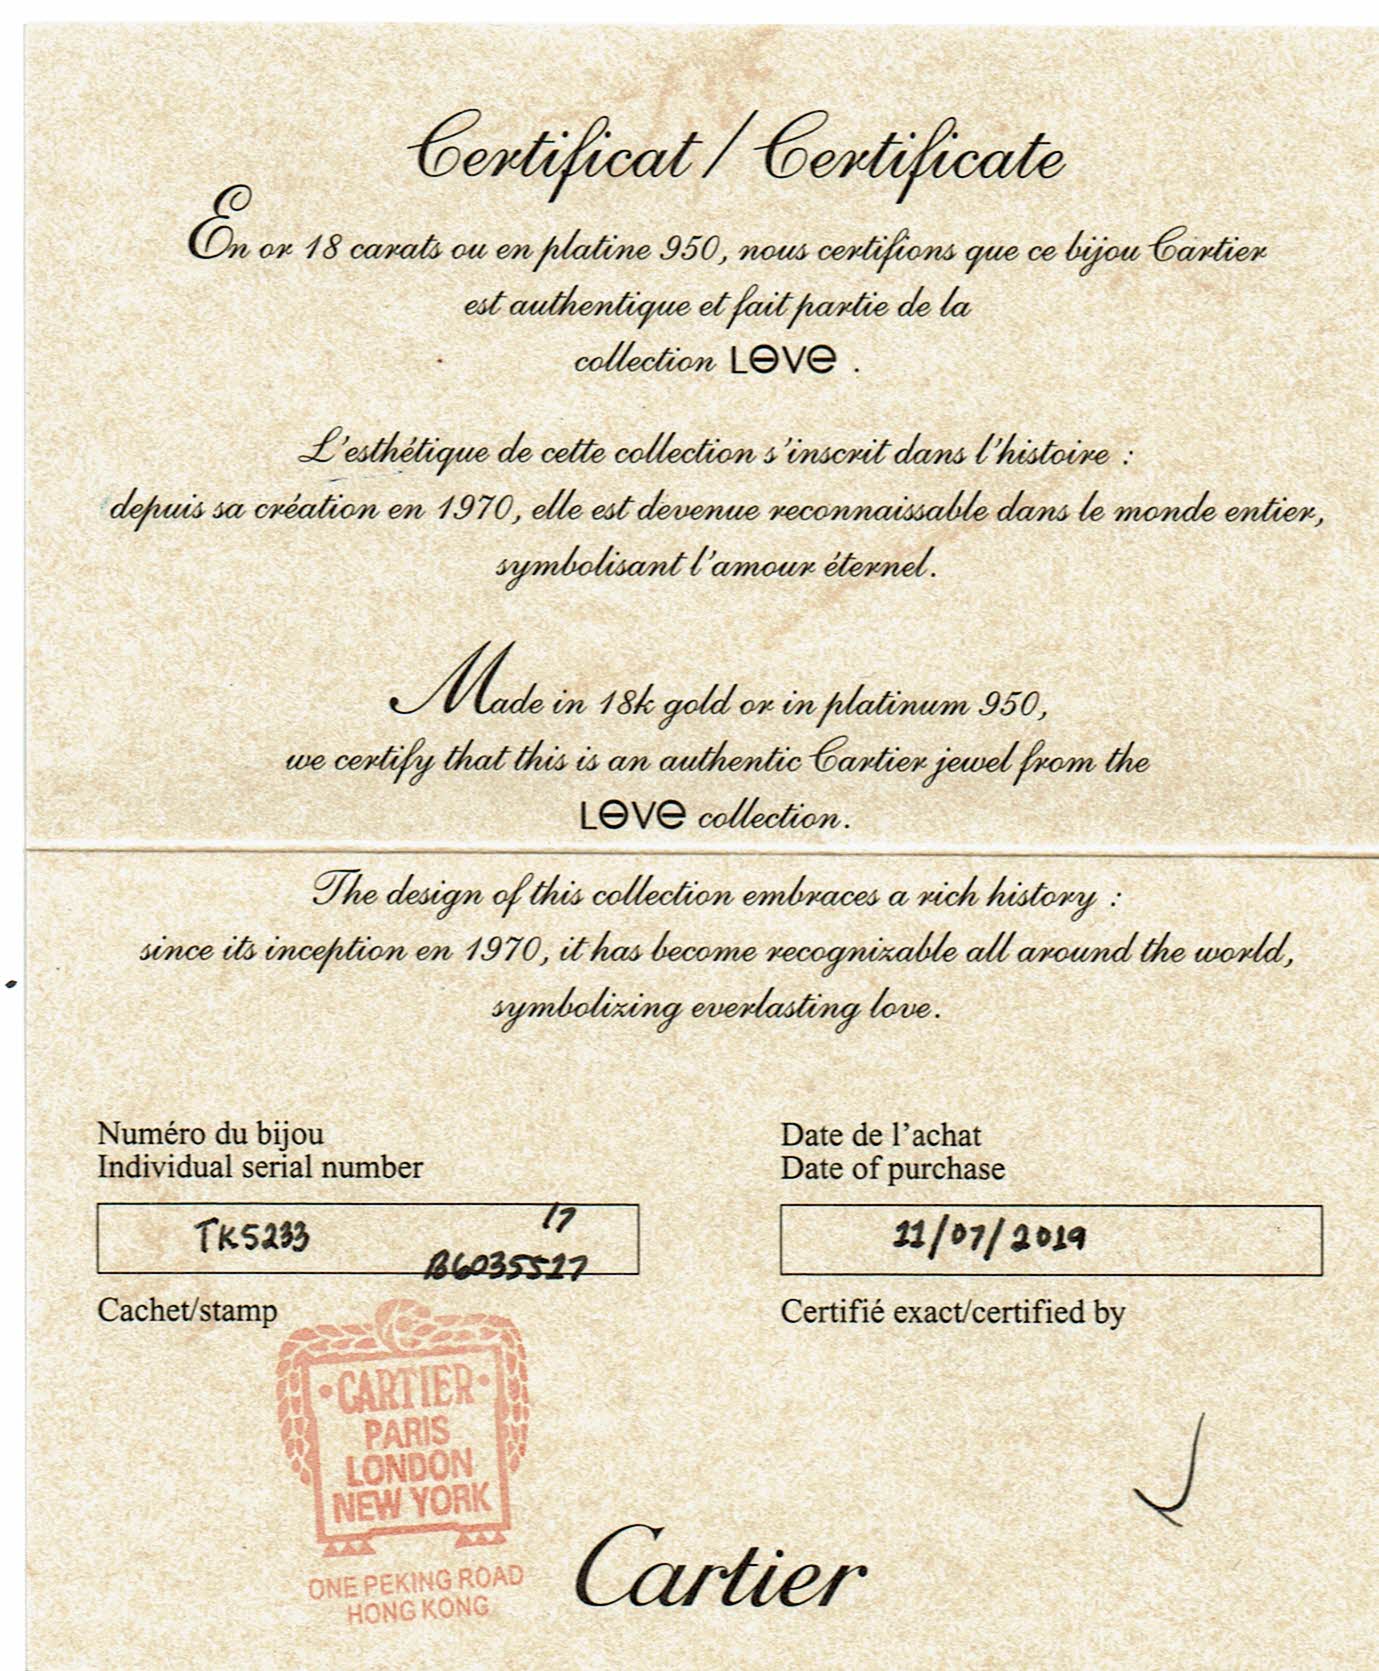 Certificat / Certificate
En or 18 carats ou en platine 950, nous certifions que ce bijou Cartier
est authentique et fait partie de la
collection LOVE .
L'esthétique de cette collection s'inscrit dans l'histoire :
depuis sa création en 1970, elle est devenue reconnaissable dans le monde entier,
symbolisant l'amour éternel.
Made in 18k gold or in platinum 950,
we certify that this is an authentic Cartier jewel from the
LOVE collection.
The design of this collection embraces a rich history :
since its inception en 1970, it has become recognizable all around the world,
symbolizing everlasting love.
Numéro du bijou
Individual serial number
TK5233
17
B6035517
Date de l'achat
Date of purchase
11/07/2019
Cachet/stamp
Certifié exact/certified by
CARTIER
PARIS
LONDON
NEW YORK
ONE PEKING ROAD
HONG KONG
Cartier